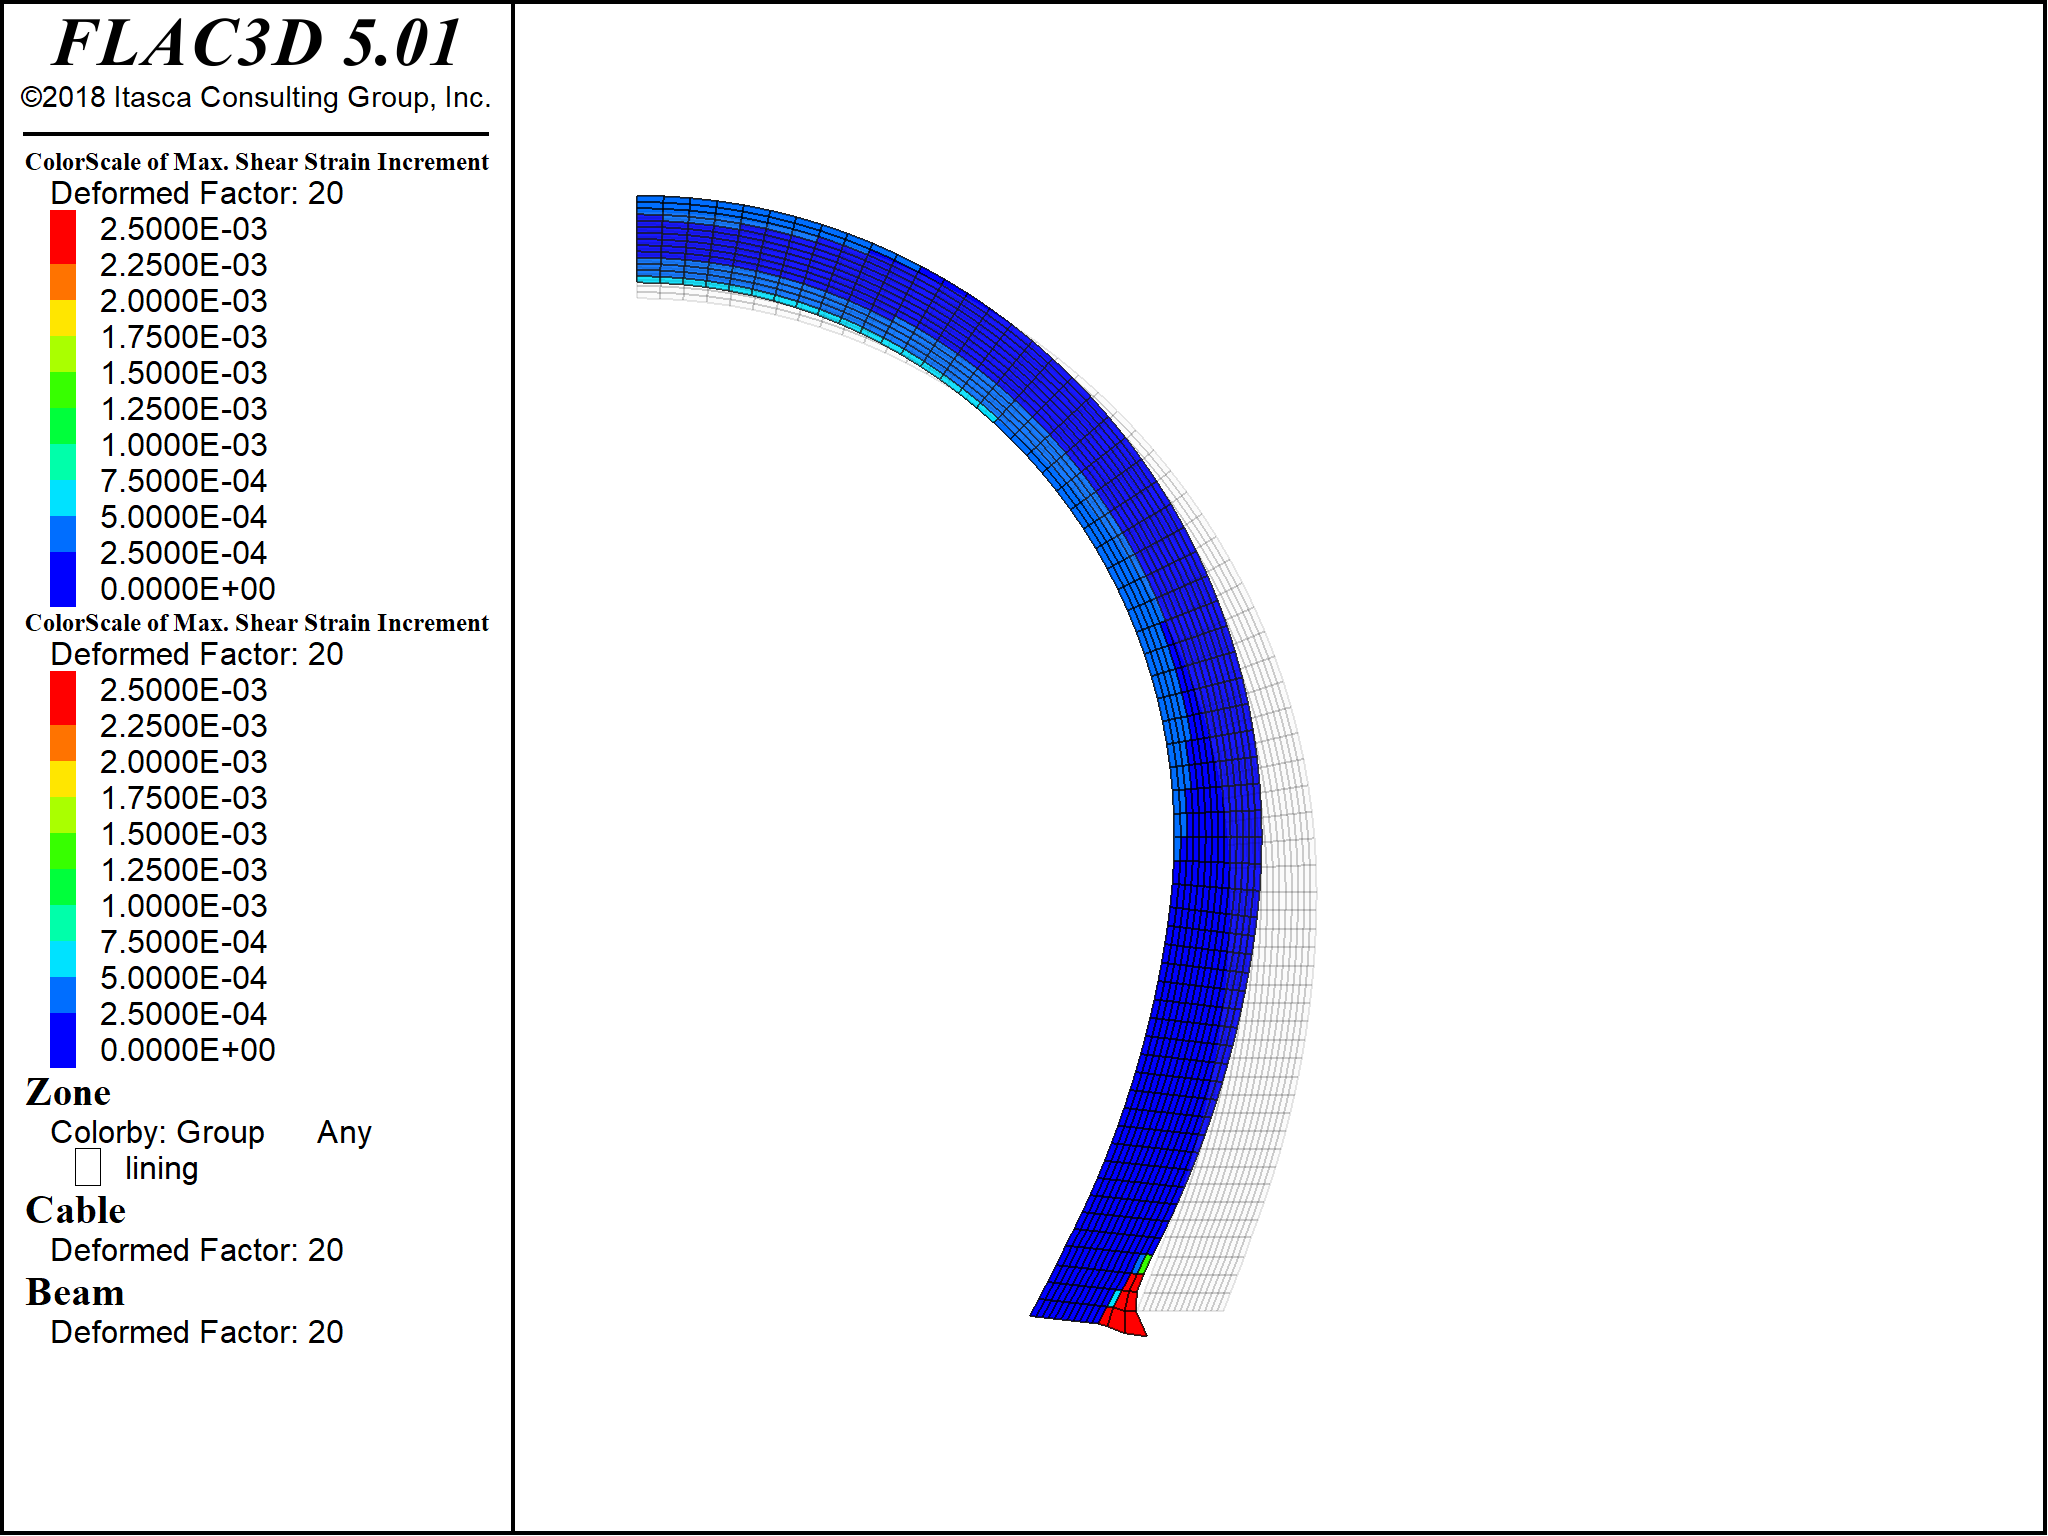 FLAC3D 5.01
©2018 Itasca Consulting Group, Inc.
ColorScale of Max. Shear Strain Increment
Deformed Factor: 20
2.5000E-03
2.2500E-03
2.0000E-03
1.7500E-03
1.5000E-03
1.2500E-03
1.0000E-03
7.5000E-04
5.0000E-04
2.5000E-04
0.0000E+00
ColorScale of Max. Shear Strain Increment
Deformed Factor: 20
2.5000E-03
2.2500E-03
2.0000E-03
1.7500E-03
1.5000E-03
1.2500E-03
1.0000E-03
7.5000E-04
5.0000E-04
2.5000E-04
0.0000E+00
Zone
Colorby: Group Any
lining
Cable
Deformed Factor: 20
Beam
Deformed Factor: 20